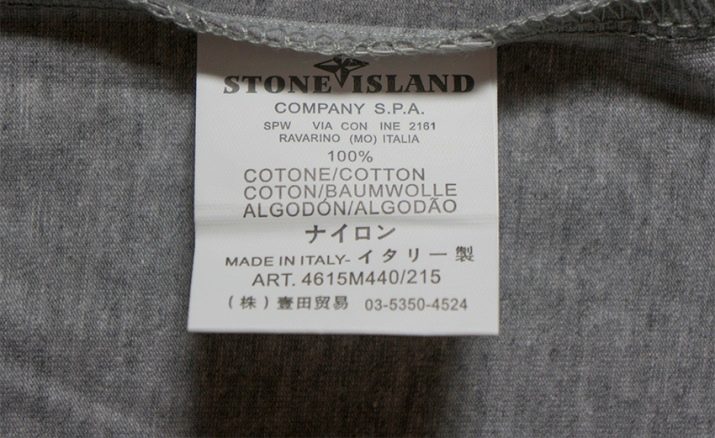 STONE ISLAND
COMPANY S.P.A.
SPW VIA CON INE 2161
RAVARINO (MO) ITALIA
100%
COTONE/COTTON
COTON/BAUMWOLLE
ALGODÓN/ALGODÃO
ナイロン
MADE IN ITALY-イタリー製
ART. 4615M440/215
(株)壹田贸易 03-5350-4524